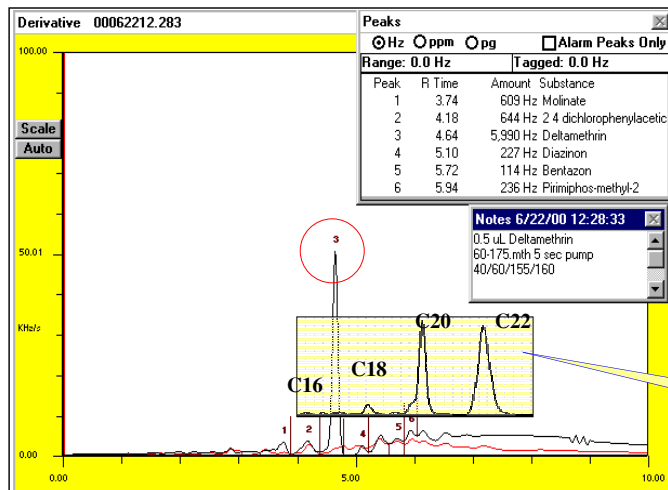 Derivative 00062212.283
100.00
Scale
Auto
50.01
KHz/s
0.00
0.00
5.00
10.00
3
1
2
4
5
6
C16
C18
C20
C22
Peaks
Hz ppm pg Alarm Peaks Only
Range: 0.0 Hz Tagged: 0.0 Hz
Peak R Time Amount Substance
1 3.74 609 Hz Molinate
2 4.18 644 Hz 2 4 dichlorophenylacetic
3 4.64 5,990 Hz Deltamethrin
4 5.10 227 Hz Diazinon
5 5.72 114 Hz Bentazon
6 5.94 236 Hz Pirimiphos-methyl-2
Notes 6/22/00 12:28:33
0.5 uL Deltamethrin
60-175.mth 5 sec pump
40/60/155/160